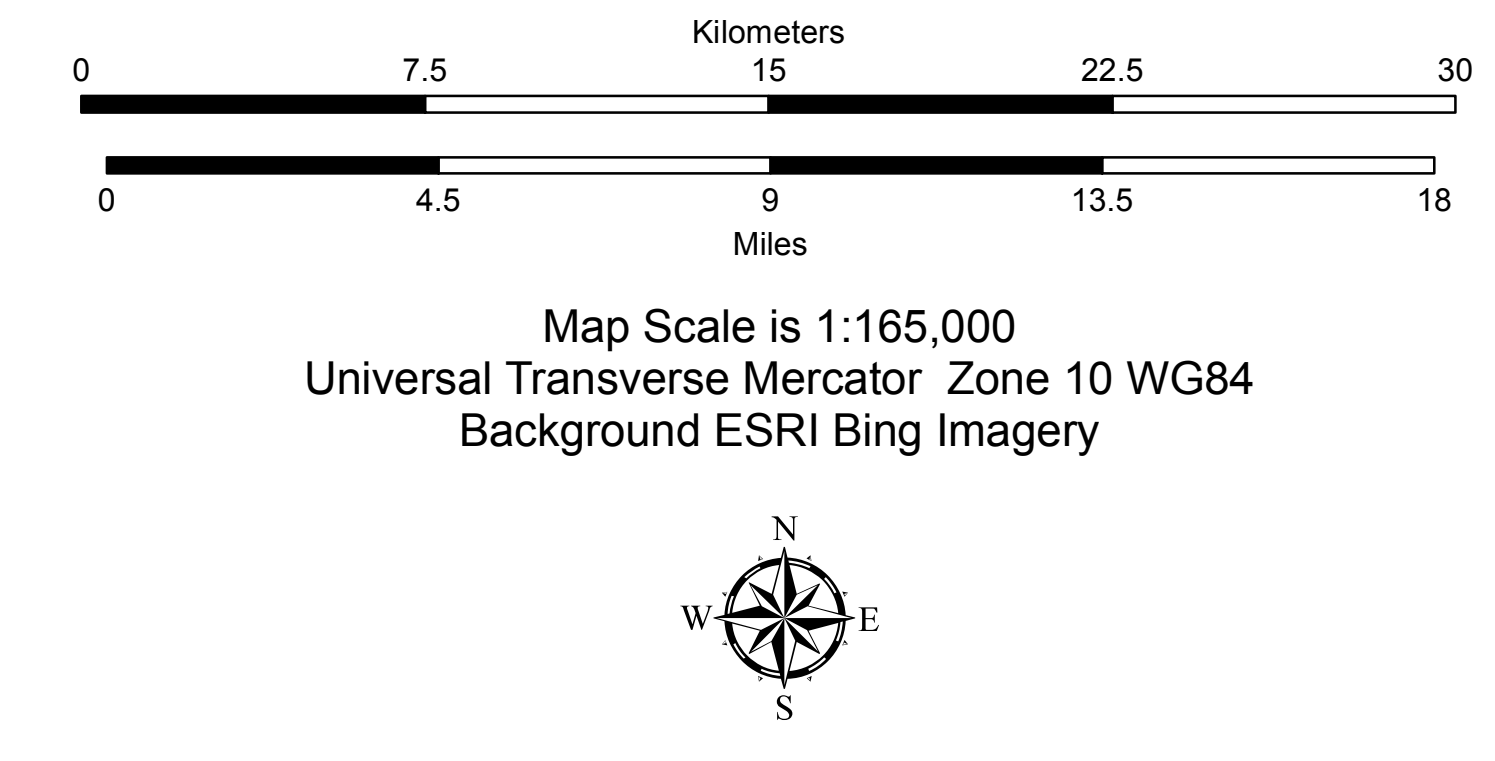 Kilometers
0 7.5 15 22.5 30
0 4.5 9 13.5 18
Miles
Map Scale is 1:165,000
Universal Transverse Mercator Zone 10 WG84
Background ESRI Bing Imagery
N
W E
S